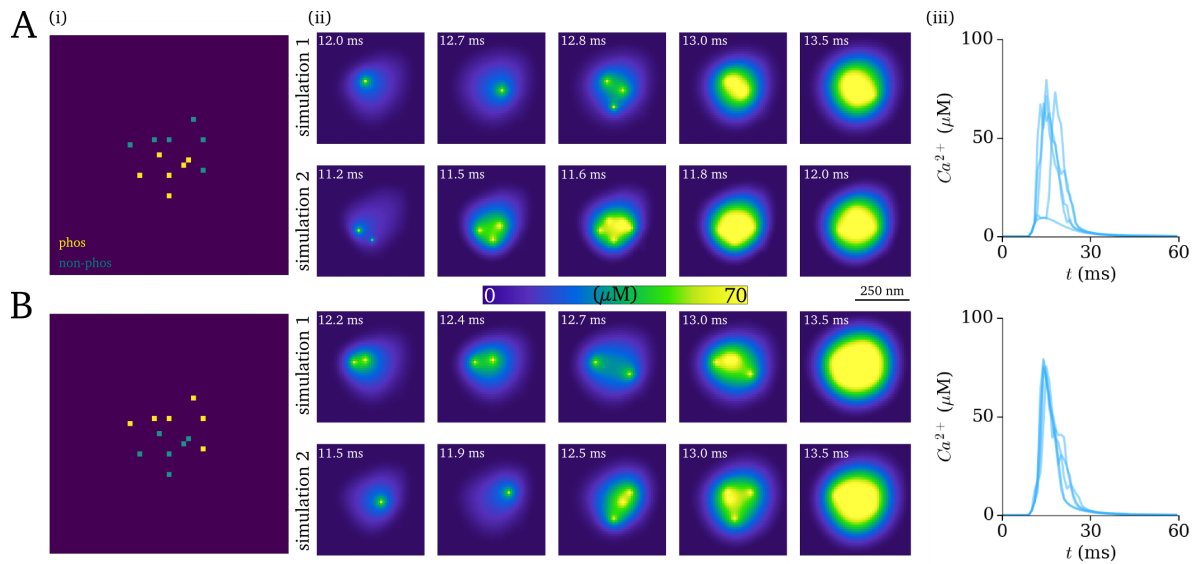 A (i) (ii) (iii)
phos
non-phos
simulation 1
12.0 ms 12.7 ms 12.8 ms 13.0 ms 13.5 ms
simulation 2
11.2 ms 11.5 ms 11.6 ms 11.8 ms 12.0 ms
100
50
0
Ca²⁺ (μM)
0 30 60
t (ms)
0 (μM) 70
250 nm
B
simulation 1
12.2 ms 12.4 ms 12.7 ms 13.0 ms 13.5 ms
simulation 2
11.5 ms 11.9 ms 12.5 ms 13.0 ms 13.5 ms
100
50
0
Ca²⁺ (μM)
0 30 60
t (ms)